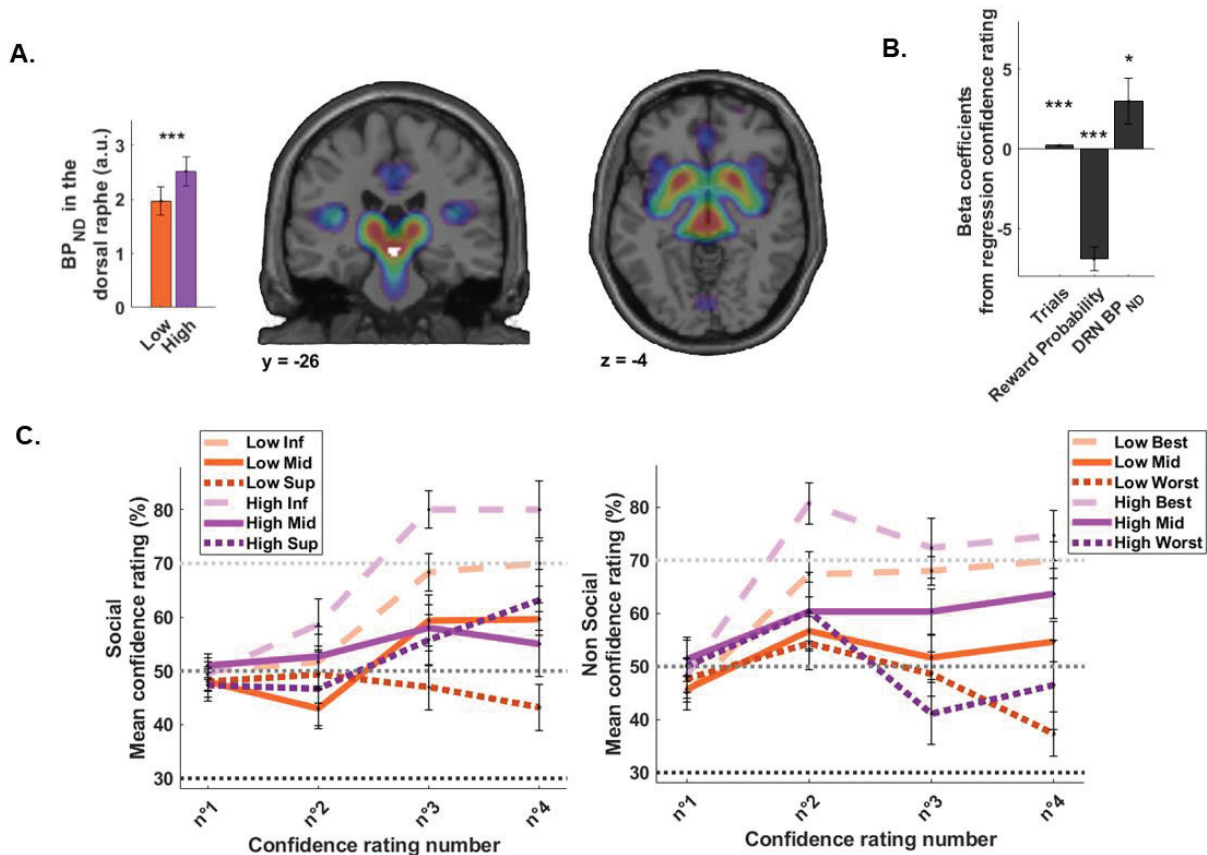 A.
BP_ND in the
dorsal raphe (a.u.)
3
2
1
0
***
Low
High
y = -26
z = -4
B.
Beta coefficients
from regression confidence rating
5
0
-5
***
***
*
Trials
Reward Probability
DRN BP_ND
C.
Low Inf
Low Mid
Low Sup
High Inf
High Mid
High Sup
Social
Mean confidence rating (%)
80
70
60
50
40
30
n°1
n°2
n°3
n°4
Confidence rating number
Low Best
Low Mid
Low Worst
High Best
High Mid
High Worst
Non Social
Mean confidence rating (%)
80
70
60
50
40
30
n°1
n°2
n°3
n°4
Confidence rating number